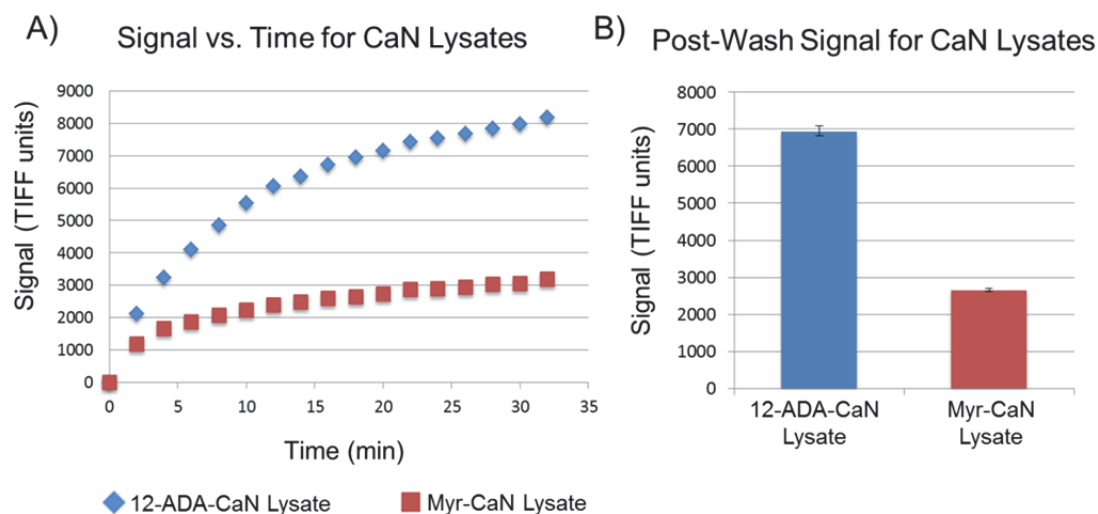 A) Signal vs. Time for CaN Lysates
Signal (TIFF units)
9000
8000
7000
6000
5000
4000
3000
2000
1000
0
0 5 10 15 20 25 30 35
Time (min)
12-ADA-CaN Lysate Myr-CaN Lysate
B) Post-Wash Signal for CaN Lysates
Signal (TIFF units)
8000
7000
6000
5000
4000
3000
2000
1000
0
12-ADA-CaN Myr-CaN
Lysate Lysate